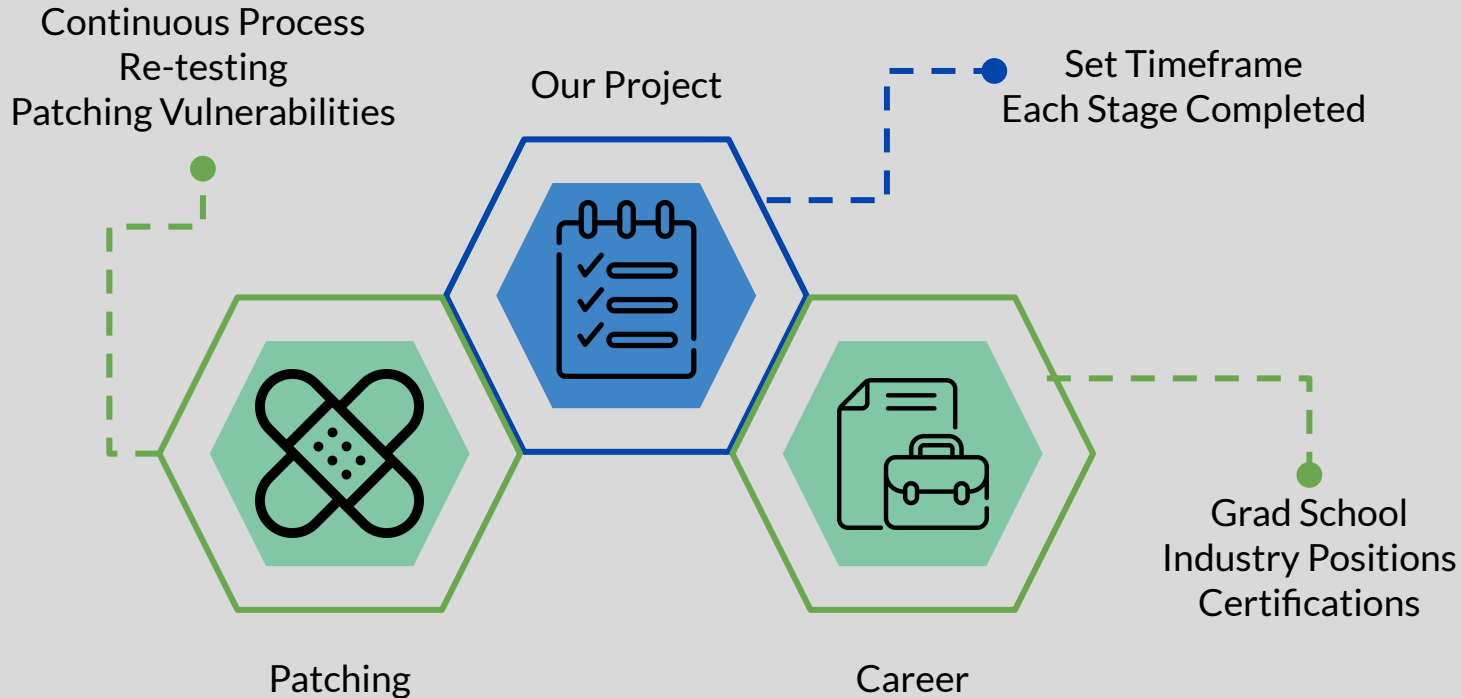 Continuous Process
Re-testing
Patching Vulnerabilities
Our Project
Set Timeframe
Each Stage Completed
Grad School
Industry Positions
Certifications
Patching
Career